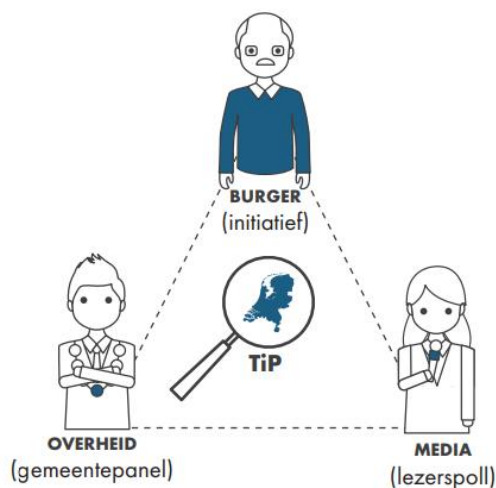 BURGER
(initiatief)
TiP
OVERHEID
(gemeentepanel)
MEDIA
(lezerspoll)